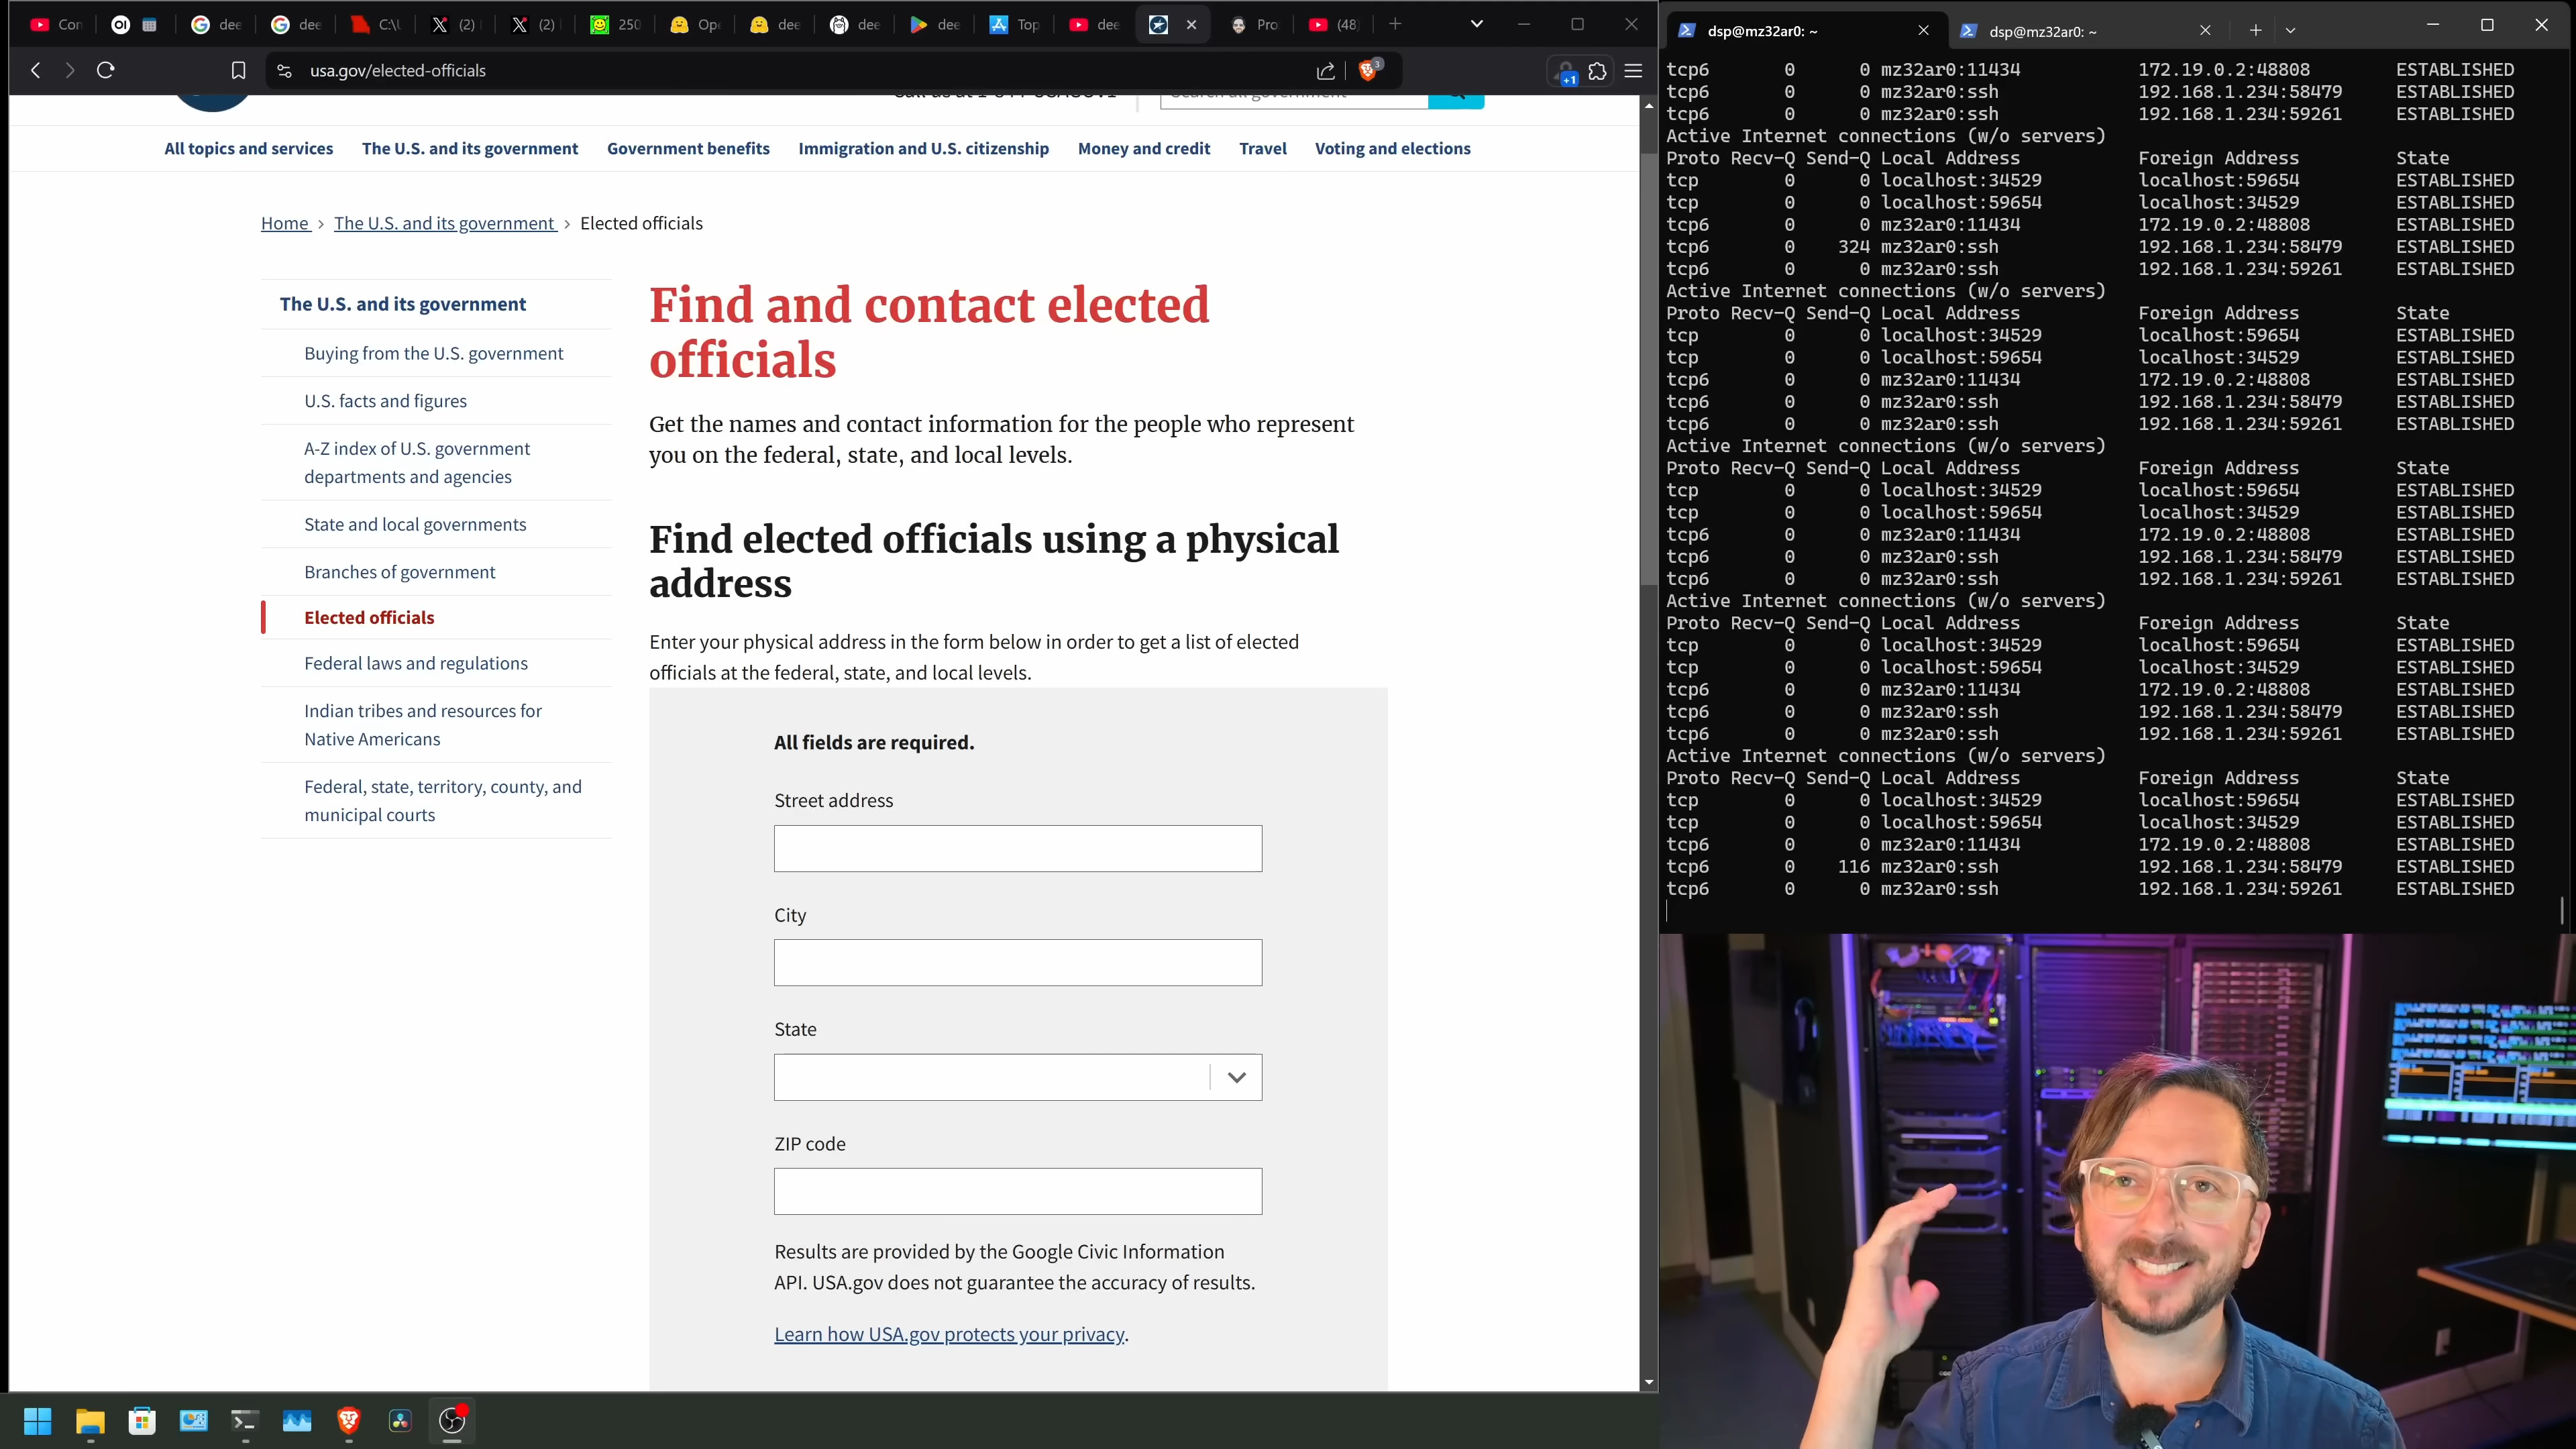 Con
OI
dee
dee
C:\U
(2)
(2)
250
Ope
dee
dee
dee
Top
dee
Pro
(48)
usa.gov/elected-officials
3
+1
All topics and services
The U.S. and its government
Government benefits
Immigration and U.S. citizenship
Money and credit
Travel
Voting and elections
Home > The U.S. and its government > Elected officials
The U.S. and its government
Buying from the U.S. government
U.S. facts and figures
A-Z index of U.S. government
departments and agencies
State and local governments
Branches of government
Elected officials
Federal laws and regulations
Indian tribes and resources for
Native Americans
Federal, state, territory, county, and
municipal courts
Find and contact elected
officials
Get the names and contact information for the people who represent
you on the federal, state, and local levels.
Find elected officials using a physical
address
Enter your physical address in the form below in order to get a list of elected
officials at the federal, state, and local levels.
All fields are required.
Street address
City
State
ZIP code
Results are provided by the Google Civic Information
API. USA.gov does not guarantee the accuracy of results.
Learn how USA.gov protects your privacy.
dsp@mz32ar0: ~
dsp@mz32ar0: ~
tcp6 0 0 mz32ar0:11434 172.19.0.2:48808 ESTABLISHED
tcp6 0 0 mz32ar0:ssh 192.168.1.234:58479 ESTABLISHED
tcp6 0 0 mz32ar0:ssh 192.168.1.234:59261 ESTABLISHED
Active Internet connections (w/o servers)
Proto Recv-Q Send-Q Local Address Foreign Address State
tcp 0 0 localhost:34529 localhost:59654 ESTABLISHED
tcp 0 0 localhost:59654 localhost:34529 ESTABLISHED
tcp6 0 0 mz32ar0:11434 172.19.0.2:48808 ESTABLISHED
tcp6 0 324 mz32ar0:ssh 192.168.1.234:58479 ESTABLISHED
tcp6 0 0 mz32ar0:ssh 192.168.1.234:59261 ESTABLISHED
Active Internet connections (w/o servers)
Proto Recv-Q Send-Q Local Address Foreign Address State
tcp 0 0 localhost:34529 localhost:59654 ESTABLISHED
tcp 0 0 localhost:59654 localhost:34529 ESTABLISHED
tcp6 0 0 mz32ar0:11434 172.19.0.2:48808 ESTABLISHED
tcp6 0 0 mz32ar0:ssh 192.168.1.234:58479 ESTABLISHED
tcp6 0 0 mz32ar0:ssh 192.168.1.234:59261 ESTABLISHED
Active Internet connections (w/o servers)
Proto Recv-Q Send-Q Local Address Foreign Address State
tcp 0 0 localhost:34529 localhost:59654 ESTABLISHED
tcp 0 0 localhost:59654 localhost:34529 ESTABLISHED
tcp6 0 0 mz32ar0:11434 172.19.0.2:48808 ESTABLISHED
tcp6 0 0 mz32ar0:ssh 192.168.1.234:58479 ESTABLISHED
tcp6 0 0 mz32ar0:ssh 192.168.1.234:59261 ESTABLISHED
Active Internet connections (w/o servers)
Proto Recv-Q Send-Q Local Address Foreign Address State
tcp 0 0 localhost:34529 localhost:59654 ESTABLISHED
tcp 0 0 localhost:59654 localhost:34529 ESTABLISHED
tcp6 0 0 mz32ar0:11434 172.19.0.2:48808 ESTABLISHED
tcp6 0 0 mz32ar0:ssh 192.168.1.234:58479 ESTABLISHED
tcp6 0 0 mz32ar0:ssh 192.168.1.234:59261 ESTABLISHED
Active Internet connections (w/o servers)
Proto Recv-Q Send-Q Local Address Foreign Address State
tcp 0 0 localhost:34529 localhost:59654 ESTABLISHED
tcp 0 0 localhost:59654 localhost:34529 ESTABLISHED
tcp6 0 0 mz32ar0:11434 172.19.0.2:48808 ESTABLISHED
tcp6 0 116 mz32ar0:ssh 192.168.1.234:58479 ESTABLISHED
tcp6 0 0 mz32ar0:ssh 192.168.1.234:59261 ESTABLISHED